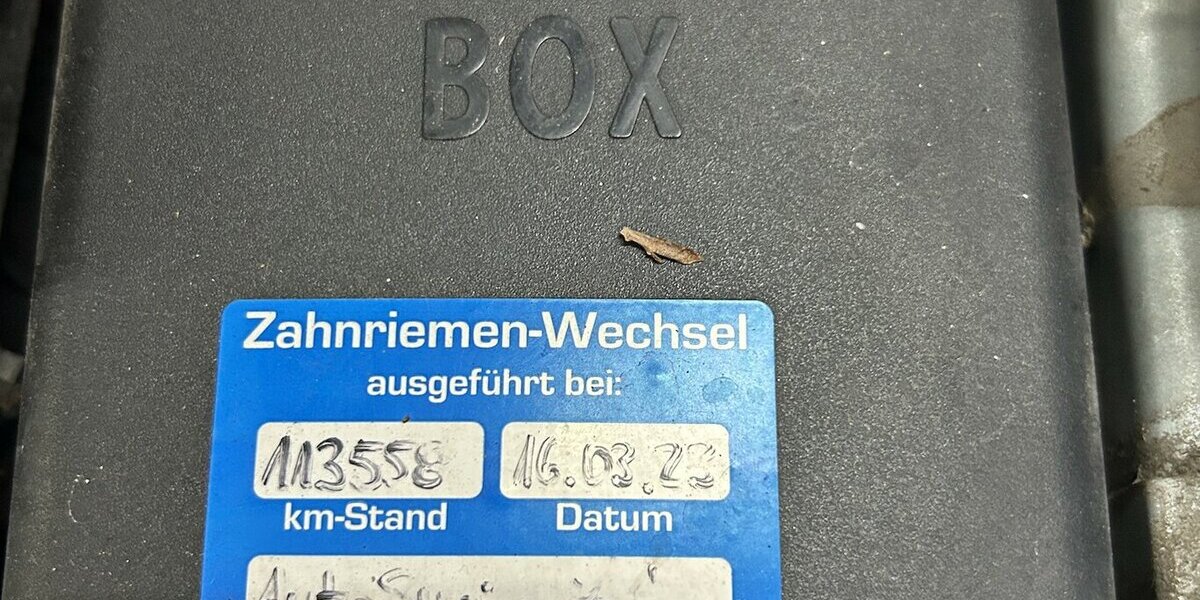 BOX
Zahnriemen-Wechsel
ausgeführt bei:
113558 16.03.23
km-Stand Datum